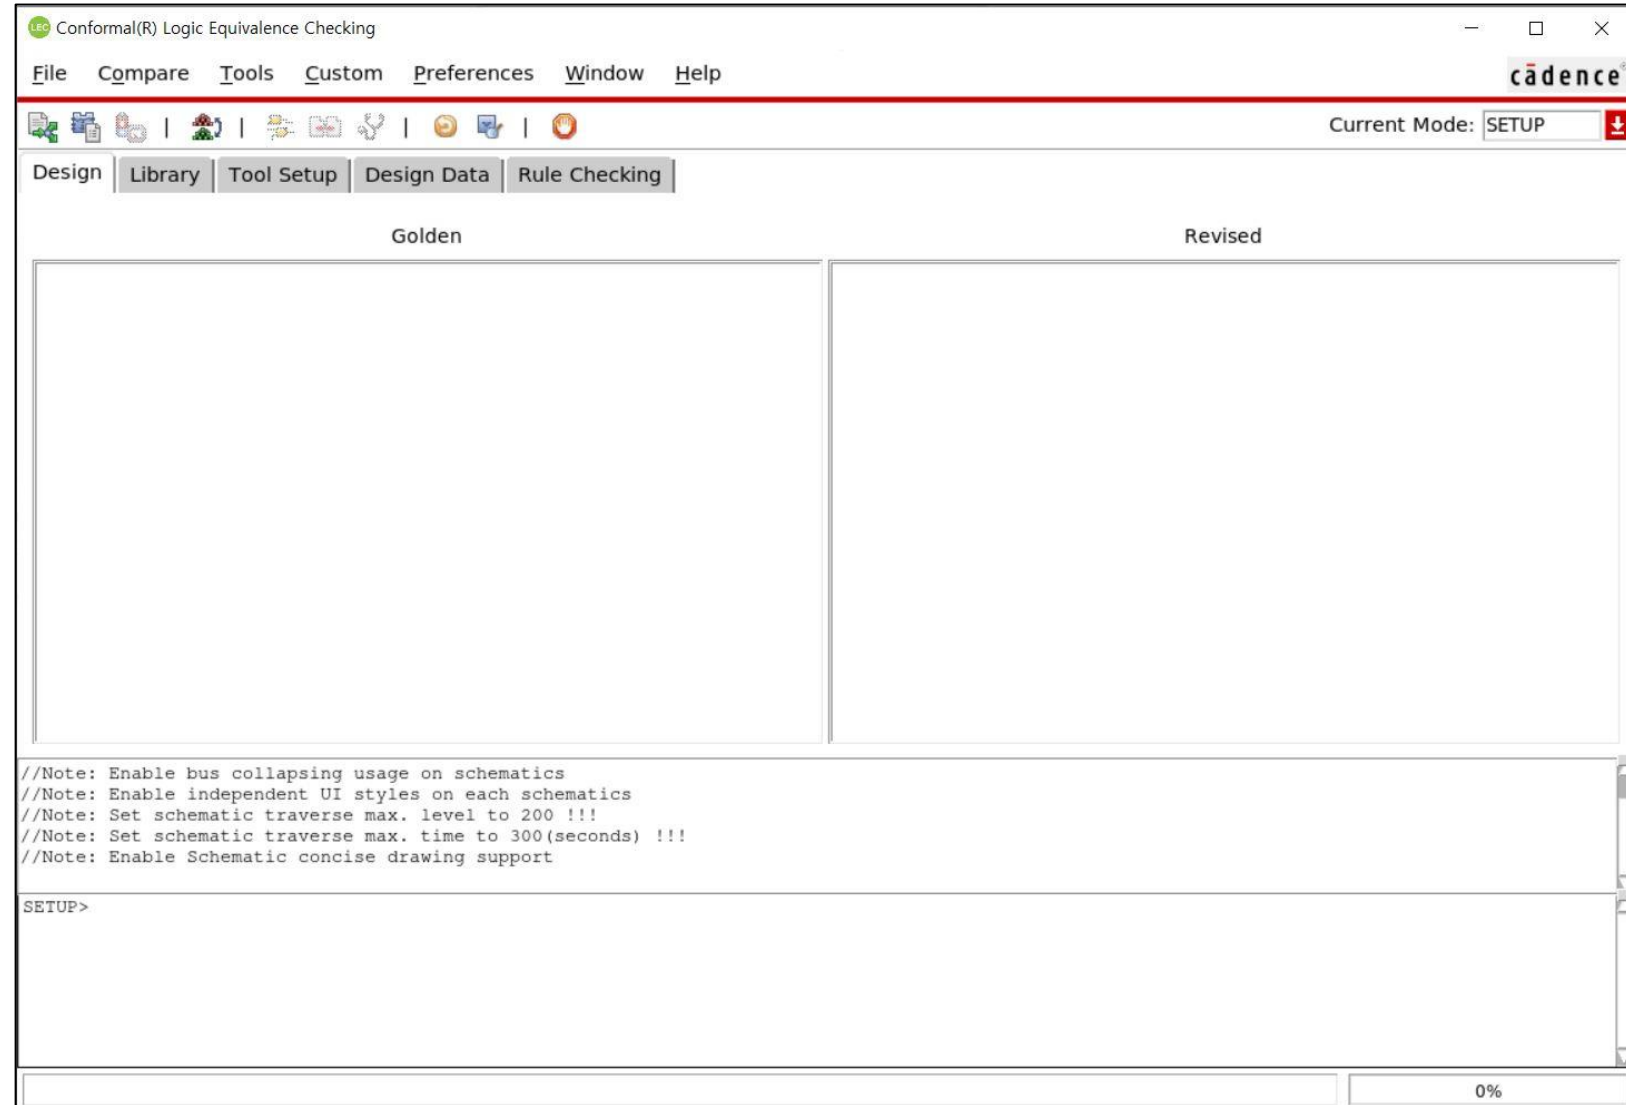 LEC Conformal(R) Logic Equivalence Checking
File Compare Tools Custom Preferences Window Help
cādence®
Current Mode: SETUP
Design Library Tool Setup Design Data Rule Checking
Golden
Revised
//Note: Enable bus collapsing usage on schematics
//Note: Enable independent UI styles on each schematics
//Note: Set schematic traverse max. level to 200 !!!
//Note: Set schematic traverse max. time to 300(seconds) !!!
//Note: Enable Schematic concise drawing support
SETUP>
0%